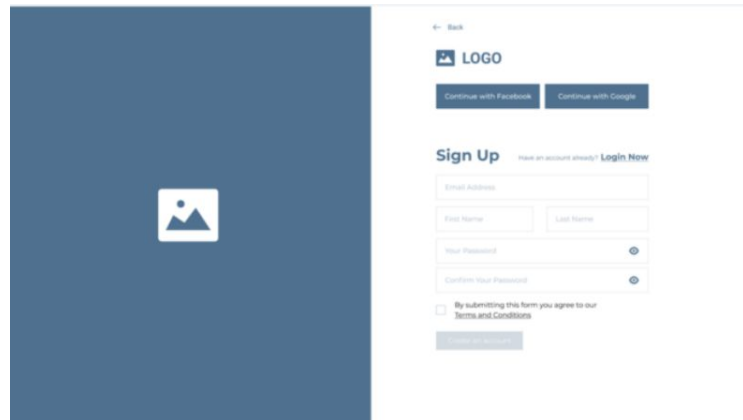 ← Back
LOGO
Continue with Facebook
Continue with Google
Sign Up
Have an account already? Login Now
Email Address
First Name
Last Name
Your Password
Confirm Your Password
By submitting this form you agree to our
Terms and Conditions
Create an Account